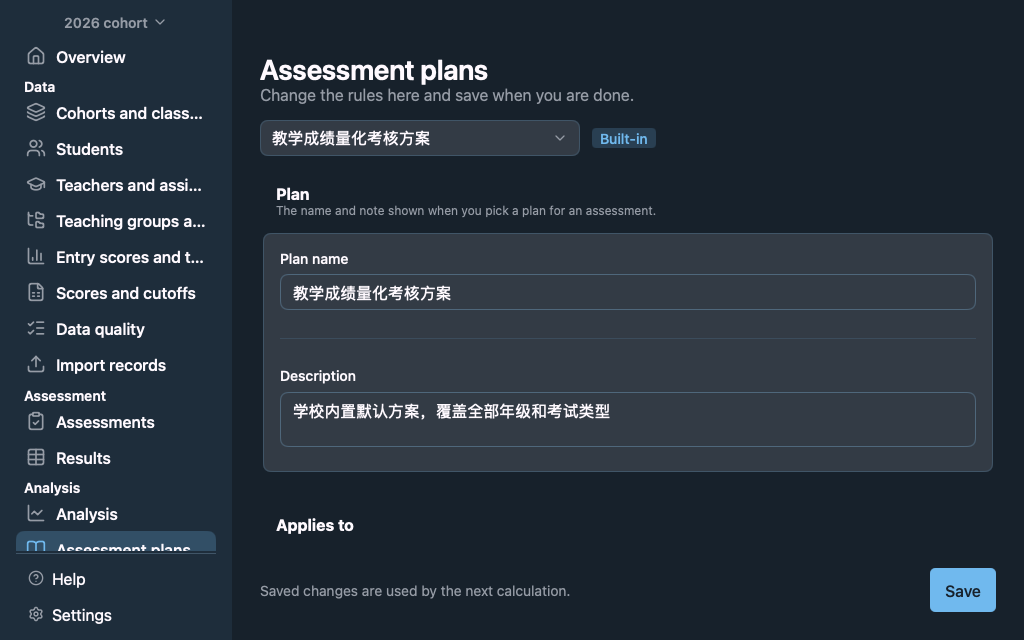 2026 cohort
Overview
Data
Cohorts and class...
Students
Teachers and assi...
Teaching groups a...
Entry scores and t...
Scores and cutoffs
Data quality
Import records
Assessment
Assessments
Results
Analysis
Analysis
Assessment plans
Help
Settings
Assessment plans
Change the rules here and save when you are done.
教学成绩量化考核方案
Built-in
Plan
The name and note shown when you pick a plan for an assessment.
Plan name
教学成绩量化考核方案
Description
学校内置默认方案，覆盖全部年级和考试类型
Applies to
Saved changes are used by the next calculation.
Save